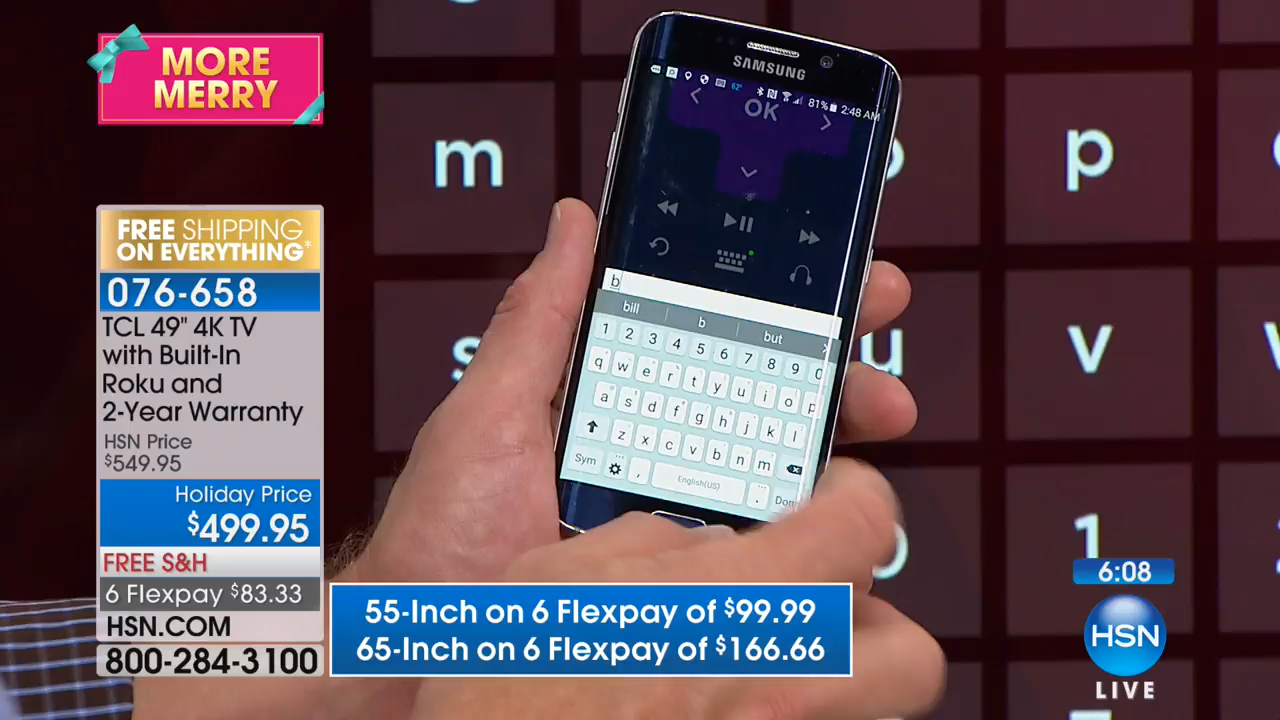 MORE
MERRY
FREE SHIPPING
ON EVERYTHING*
076-658
TCL 49" 4K TV
with Built-In
Roku and
2-Year Warranty
HSN Price
$549.95
Holiday Price
$499.95
FREE S&H
6 Flexpay $83.33
HSN.COM
800-284-3100
55-Inch on 6 Flexpay of $99.99
65-Inch on 6 Flexpay of $166.66
6:08
HSN
LIVE
SAMSUNG
62°
81% 2:48 AM
OK
b
bill b but
1 2 3 4 5 6 7 8 9 0
q w e r t y u i o p
a s d f g h j k l
z x c v b n m
Sym , English(US) .
m p
s u v
1